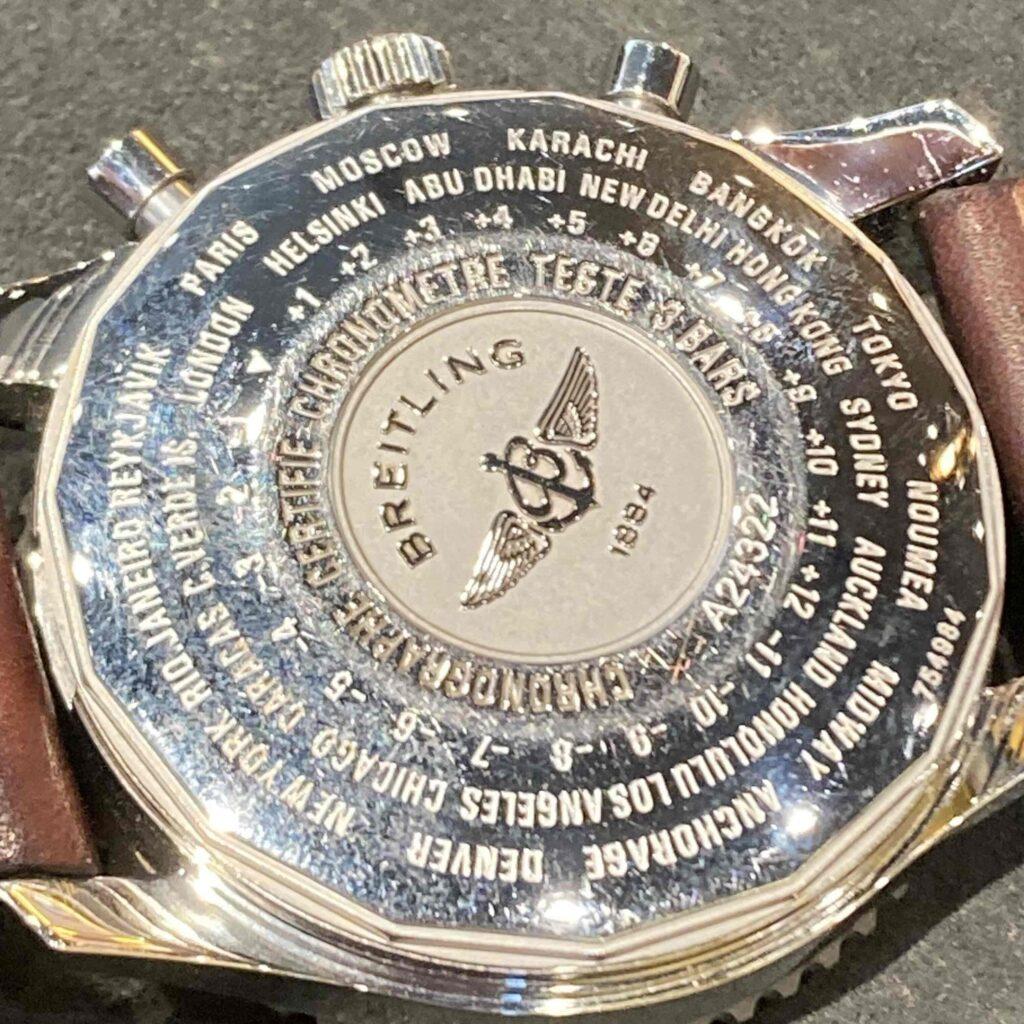 BREITLING
1884
CHRONOGRAPHE CERTIFIE CHRONOMETRE TESTE 3 BARS
A24322
+1 +2 +3 +4 +5 +6 +7 +8 +9 +10 +11 +12 -11 -10 -9 -8 -7 -6 -5 -4 -3 -2 -1
LONDON HELSINKI ABU DHABI NEW DELHI HONG KONG SYDNEY AUCKLAND HONOLULU LOS ANGELES CHICAGO CARACAS C.VERDE IS.
PARIS MOSCOW KARACHI BANGKOK TOKYO NOUMEA MIDWAY ANCHORAGE DENVER NEW YORK RIO JANEIRO REYKJAVIK
2754984